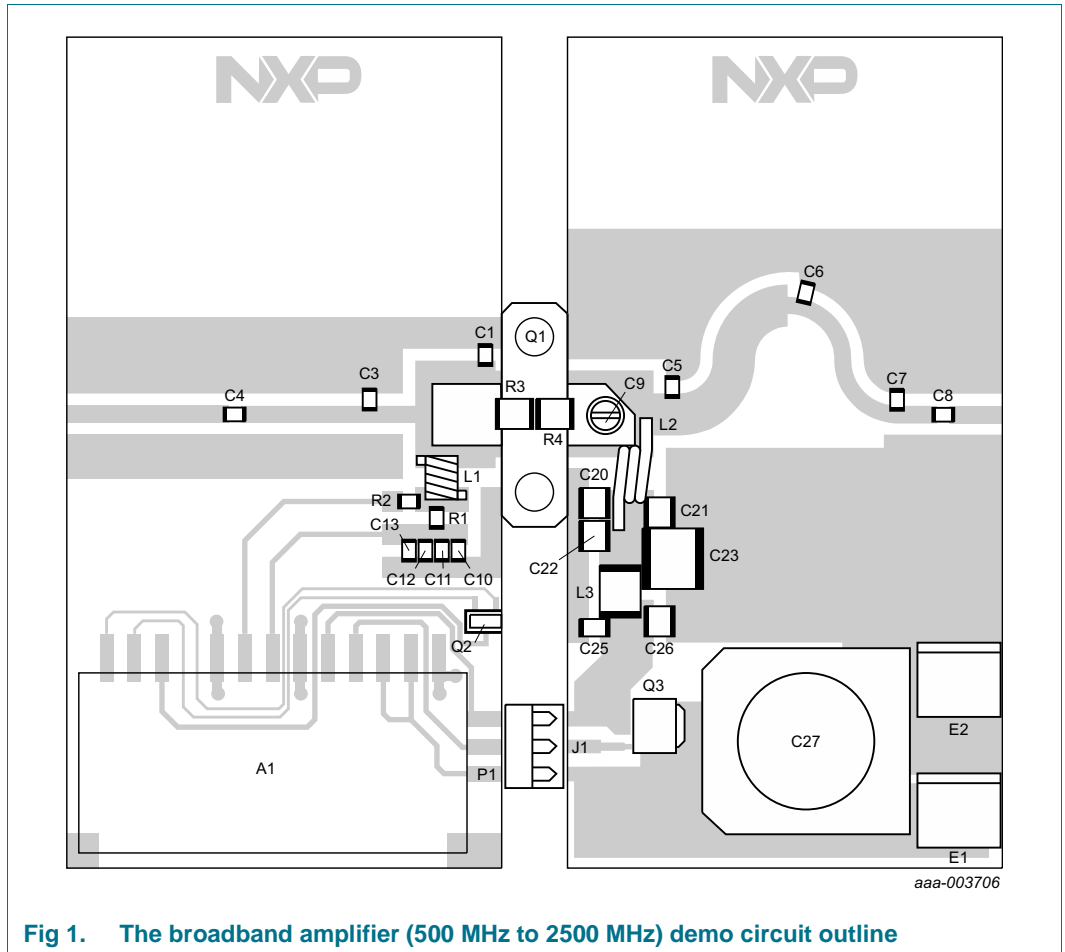 NXP NXP
C6
C1 Q1
C5
C3 R3 C9 C7
C4 C8
R4 L2
L1 C20
R2 C21
C13 R1
C23
C12 C11 C10 C22
L3
Q2 C25 C26
Q3
E2
J1 C27
A1 P1
E1
aaa-003706
Fig 1. The broadband amplifier (500 MHz to 2500 MHz) demo circuit outline